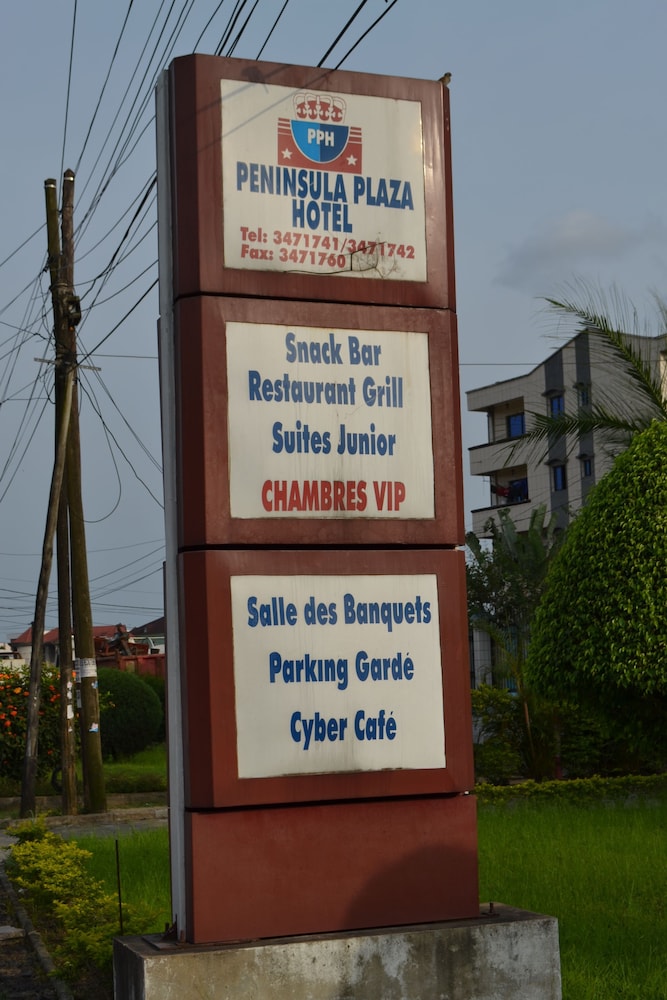 PPH
PENINSULA PLAZA
HOTEL
Tel: 3471741/3471742
Fax: 3471760
Snack Bar
Restaurant Grill
Suites Junior
CHAMBRES VIP
Salle des Banquets
Parking Gardé
Cyber Café